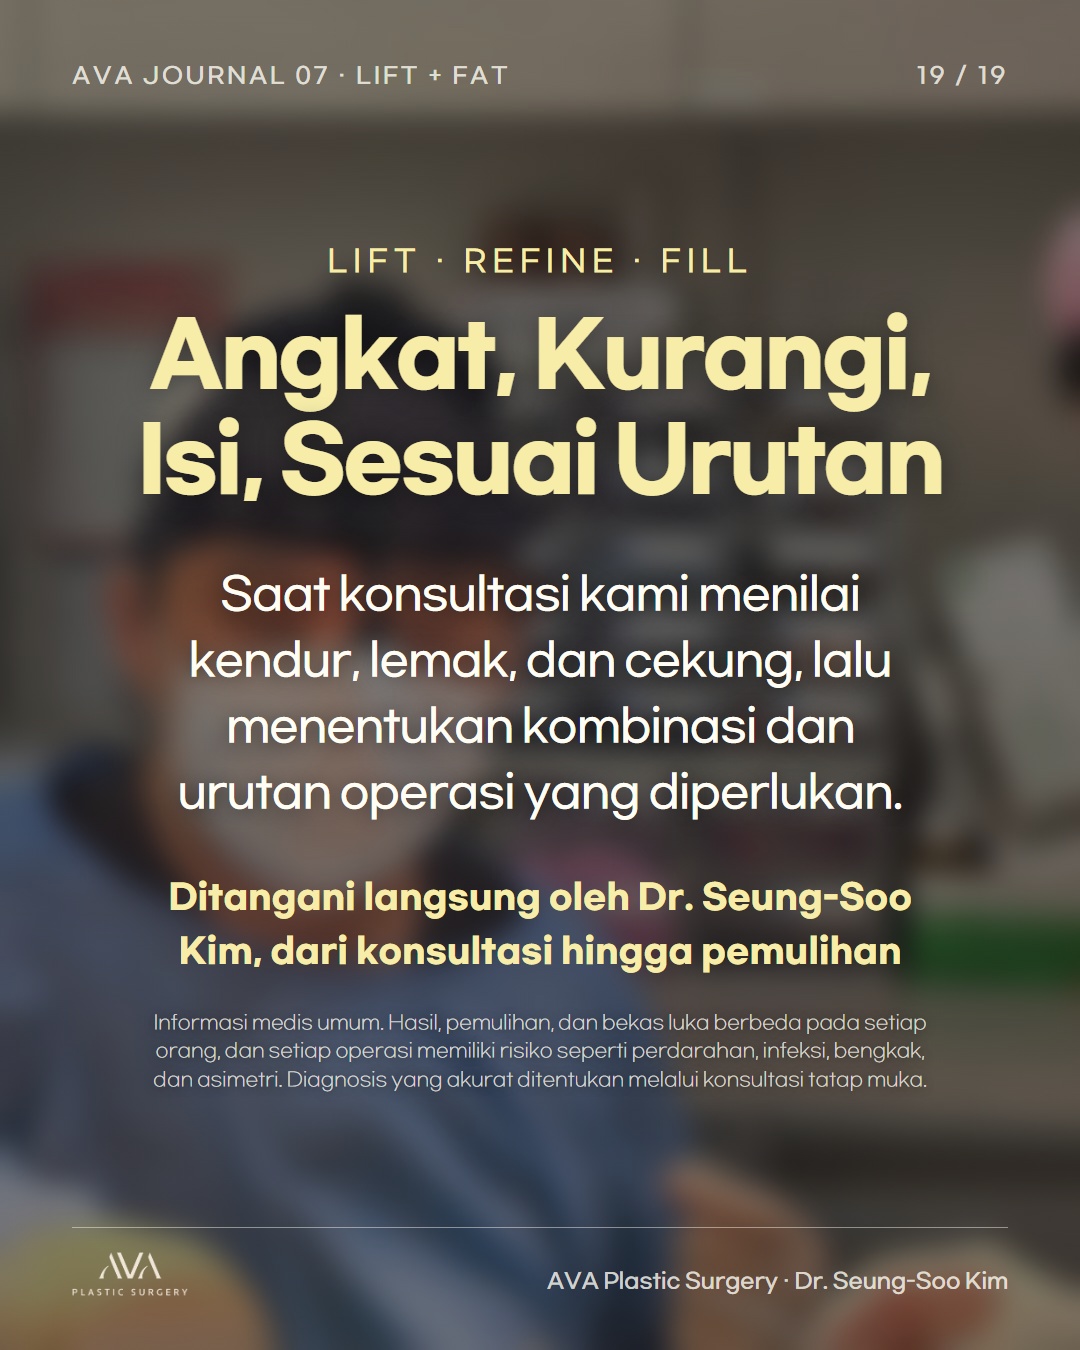 AVA JOURNAL 07 · LIFT + FAT
19 / 19
LIFT · REFINE · FILL
Angkat, Kurangi,
Isi, Sesuai Urutan
Saat konsultasi kami menilai
kendur, lemak, dan cekung, lalu
menentukan kombinasi dan
urutan operasi yang diperlukan.
Ditangani langsung oleh Dr. Seung-Soo
Kim, dari konsultasi hingga pemulihan
Informasi medis umum. Hasil, pemulihan, dan bekas luka berbeda pada setiap
orang, dan setiap operasi memiliki risiko seperti perdarahan, infeksi, bengkak,
dan asimetri. Diagnosis yang akurat ditentukan melalui konsultasi tatap muka.
AVA
PLASTIC SURGERY
AVA Plastic Surgery · Dr. Seung-Soo Kim